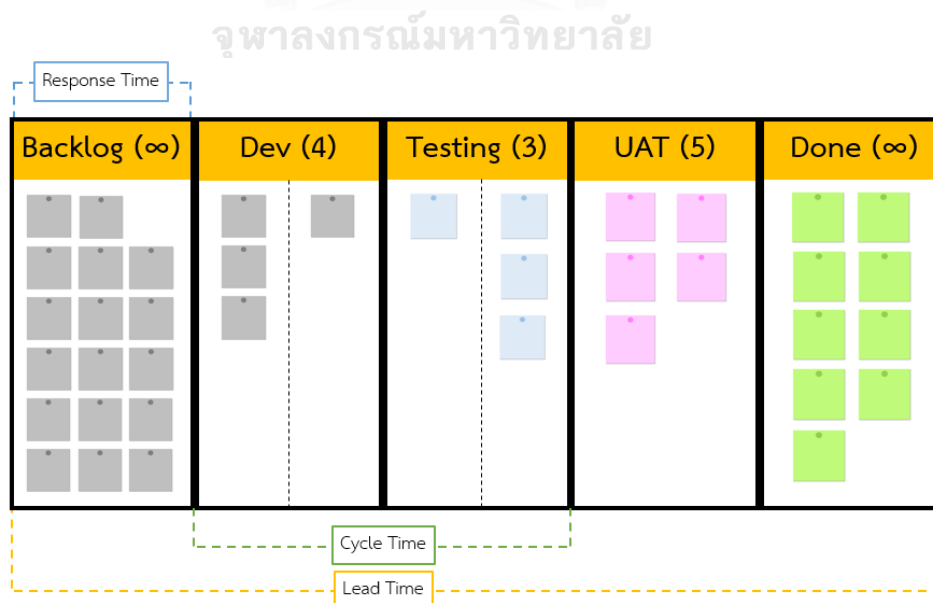 จุฬาลงกรณ์มหาวิทยาลัย
Response Time
Backlog (∞)
Dev (4)
Testing (3)
UAT (5)
Done (∞)
Cycle Time
Lead Time